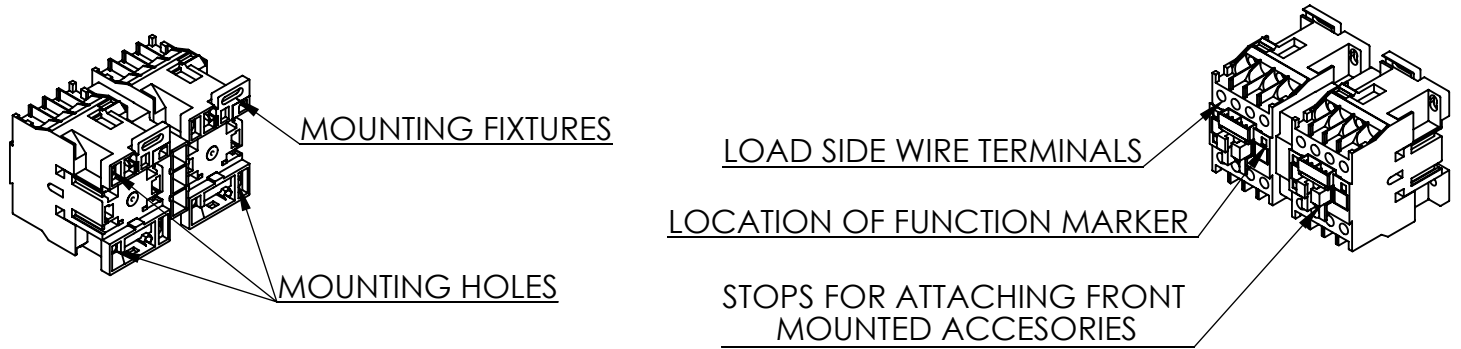 MOUNTING FIXTURES
MOUNTING HOLES
LOAD SIDE WIRE TERMINALS
LOCATION OF FUNCTION MARKER
STOPS FOR ATTACHING FRONT
MOUNTED ACCESORIES